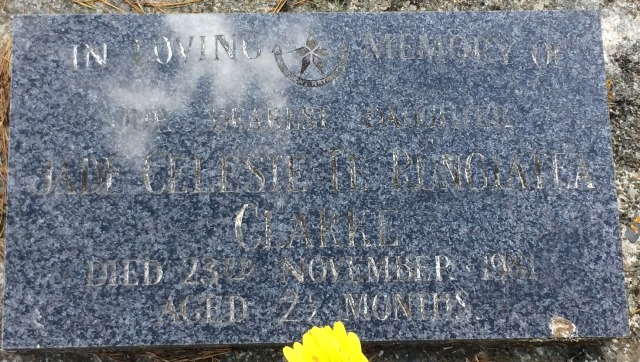 IN LOVING MEMORY OF
OUR DEAREST DAUGHTER
JADE CELESTE TE RENGIATEA
CLARKE
DIED 23RD NOVEMBER 1981
AGED 2½ MONTHS.